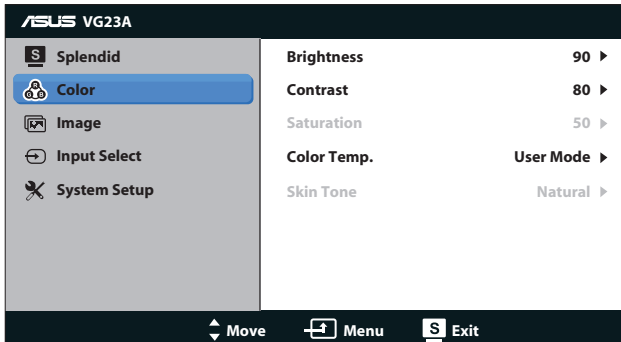 ASUS VG23A
S Splendid
R G B Color
Image
Input Select
System Setup
Brightness 90
Contrast 80
Saturation 50
Color Temp. User Mode
Skin Tone Natural
Move Menu S Exit